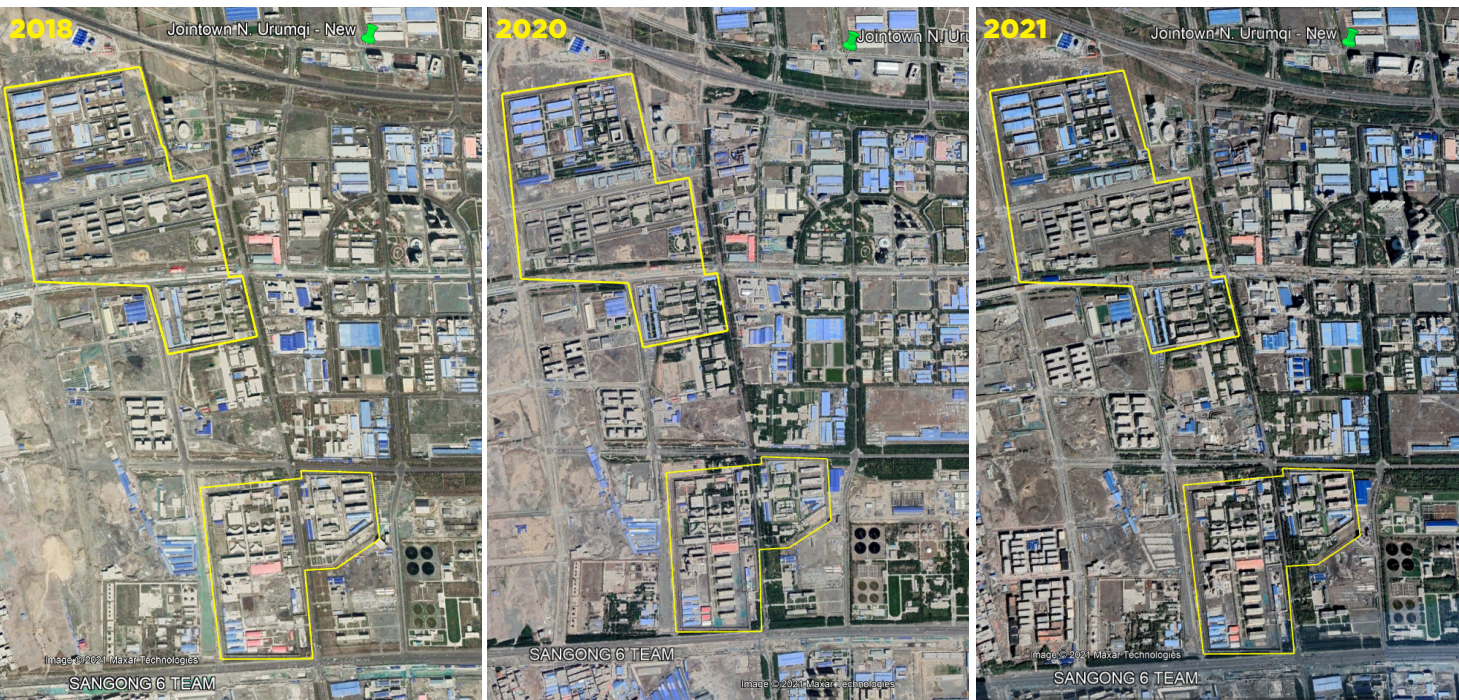 2018
Jointown N. Urumqi - New
Image © 2021 Maxar Technologies
SANGONG 6 TEAM
2020
Jointown N. Uru
SANGONG 6 TEAM
Image © 2021 Maxar Technologies
2021
Jointown N. Urumqi - New
Image © 2021 Maxar Technologies
SANGONG 6 TEAM